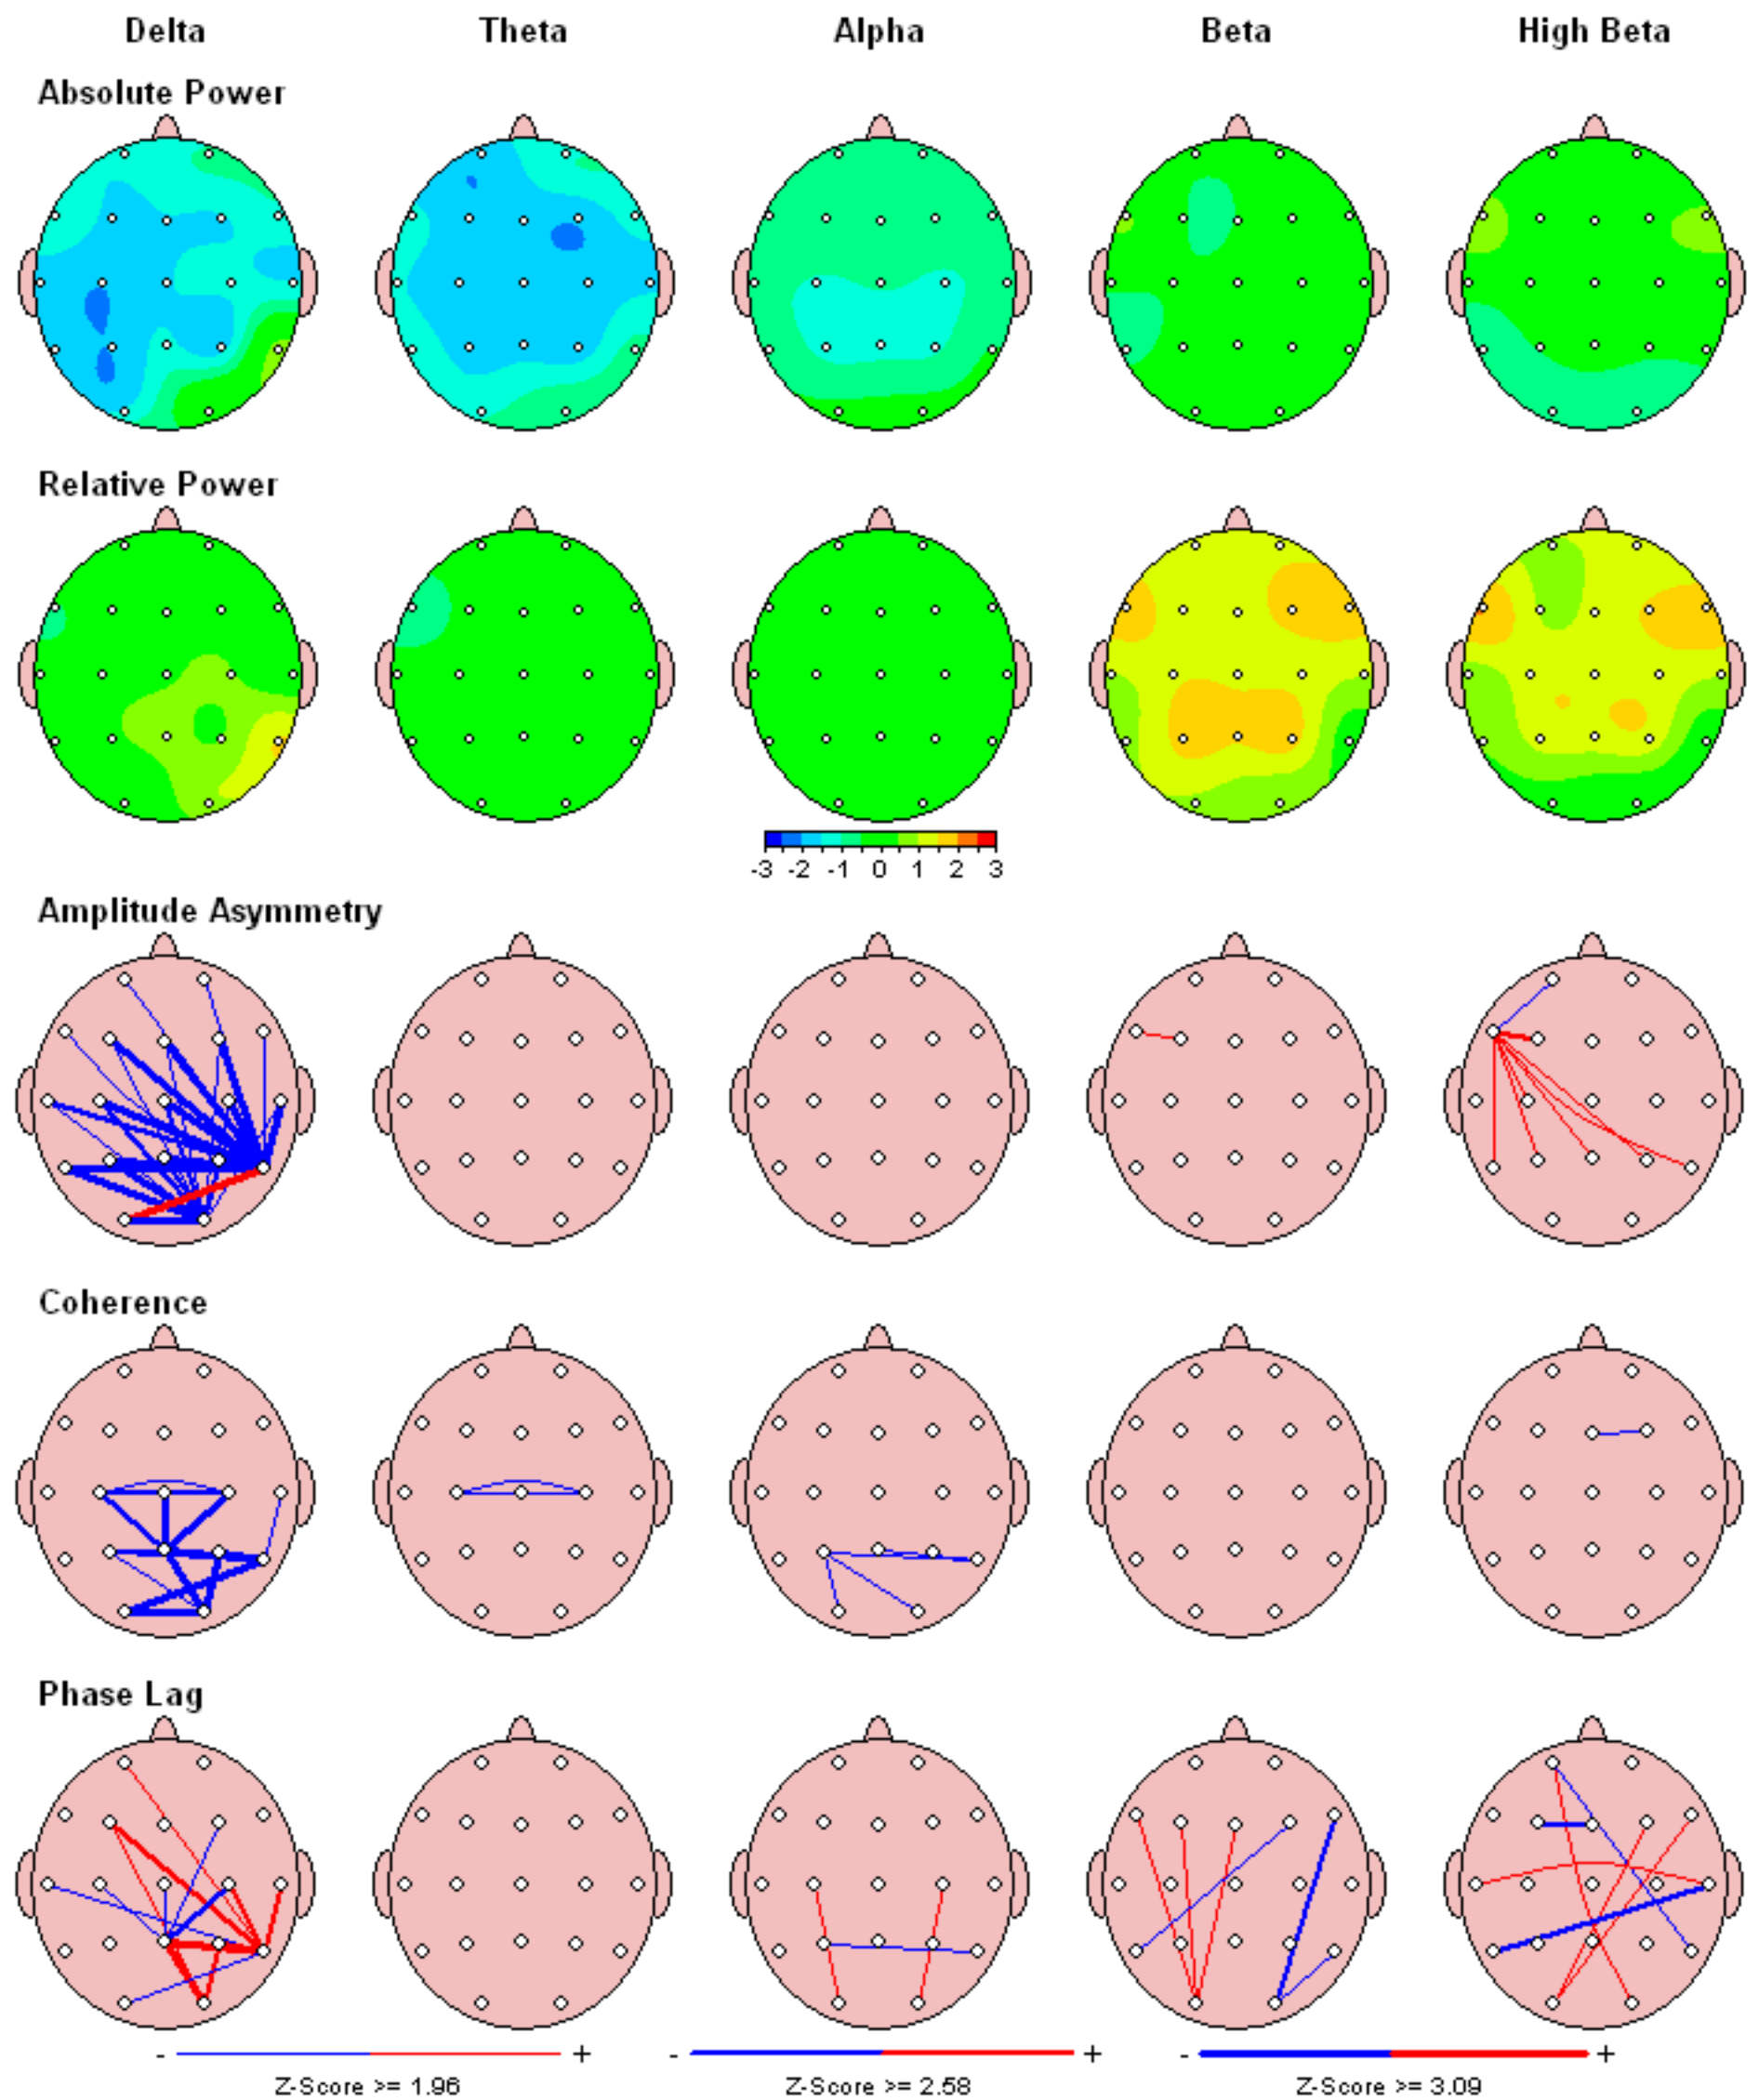 Delta Theta Alpha Beta High Beta
Absolute Power
Relative Power
-3 -2 -1 0 1 2 3
Amplitude Asymmetry
Coherence
Phase Lag
- + - + - +
Z-Score >= 1.96 Z-Score >= 2.58 Z-Score >= 3.09